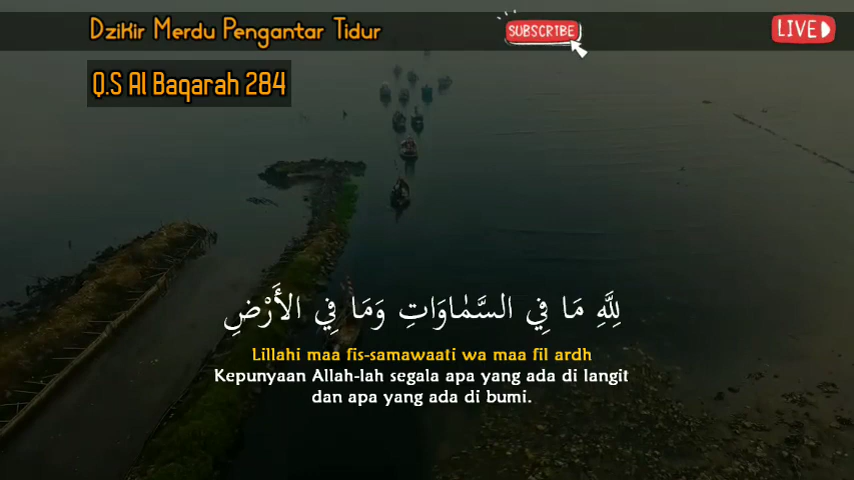 Dzikir Merdu Pengantar Tidur
SUBSCRIBE
LIVE
Q.S Al Baqarah 284
لِلَّهِ مَا فِي السَّمٰاوَاتِ وَمَا فِي الأَرْضِ
Lillahi maa fis-samawaati wa maa fil ardh
Kepunyaan Allah-lah segala apa yang ada di langit
dan apa yang ada di bumi.